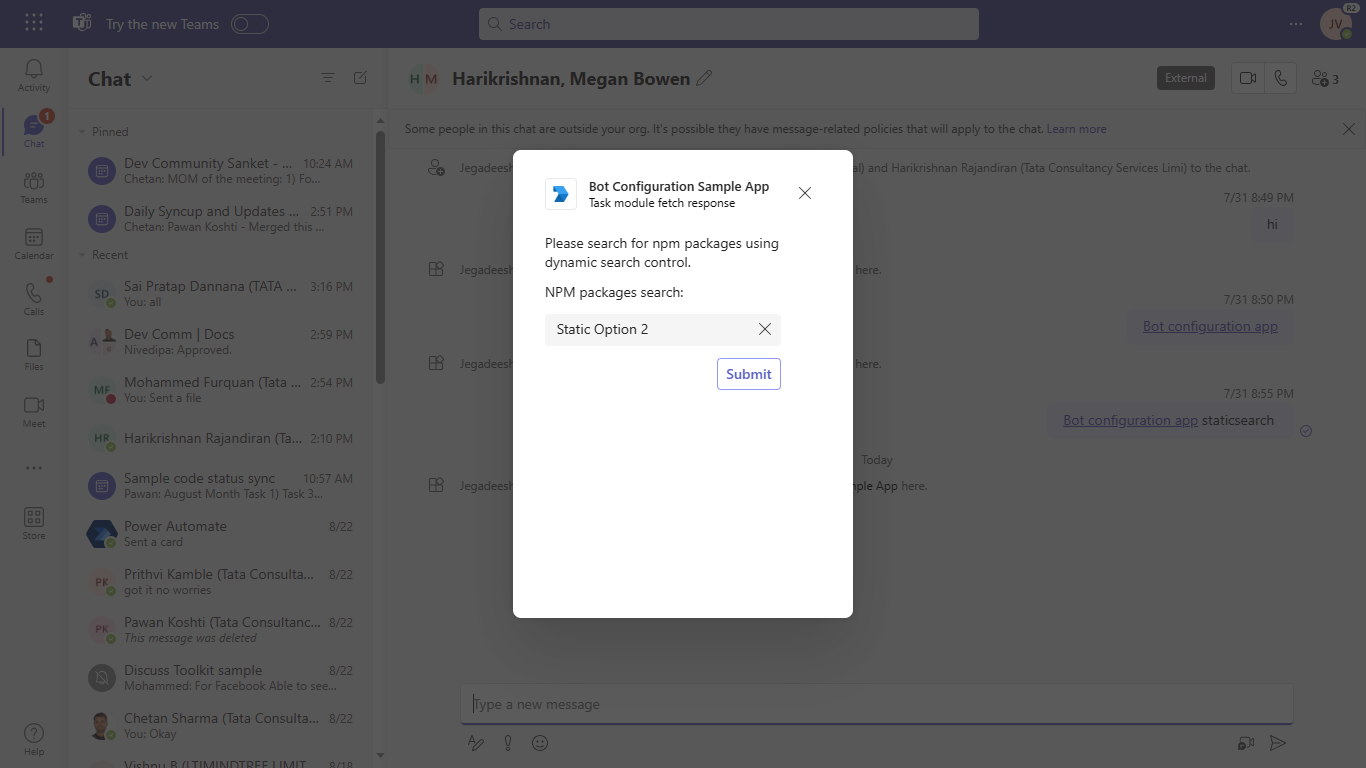 Try the new Teams
Search
R2
JV
Activity
1
Chat
Teams
Calendar
Calls
Files
Meet
Store
Help
Chat
Pinned
Dev Community Sanket - ... 10:24 AM
Chetan: MOM of the meeting: 1) Fo...
Daily Syncup and Updates ... 2:51 PM
Chetan: Pawan Koshti - Merged this ...
Recent
SD
Sai Pratap Dannana (TATA ... 3:16 PM
You: all
A
Dev Comm | Docs 2:59 PM
Nivedipa: Approved.
MF
Mohammed Furquan (Tata ... 2:54 PM
You: Sent a file
HR
Harikrishnan Rajandiran (Ta... 2:10 PM
Sample code status sync 10:57 AM
Pawan: August Month Task 1) Task 3...
Power Automate 8/22
Sent a card
PK
Prithvi Kamble (Tata Consulta... 8/22
got it no worries
PK
Pawan Koshti (Tata Consultanc... 8/22
This message was deleted
Discuss Toolkit sample 8/22
Mohammed: For Facebook Able to see...
Chetan Sharma (Tata Consulta... 8/22
You: Okay
Vishnu B (LTIMINDTREE LIMIT... 8/18
H M
Harikrishnan, Megan Bowen
External
3
Some people in this chat are outside your org. It's possible they have message-related policies that will apply to the chat. Learn more
Jegadeesh
al) and Harikrishnan Rajandiran (Tata Consultancy Services Limi) to the chat.
7/31 8:49 PM
hi
Jegadeesh
here.
7/31 8:50 PM
Bot configuration app
Jegadeesh
here.
7/31 8:55 PM
Bot configuration app staticsearch
Today
Jegadeesh
ple App here.
Type a new message
Bot Configuration Sample App
Task module fetch response
Please search for npm packages using
dynamic search control.
NPM packages search:
Static Option 2
Submit